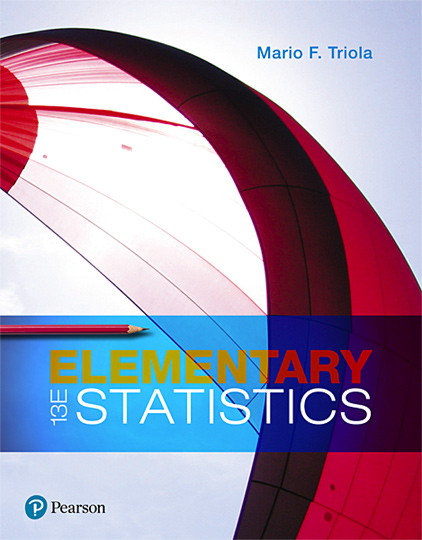 Mario F. Triola
ELEMENTARY
13E
STATISTICS
P Pearson